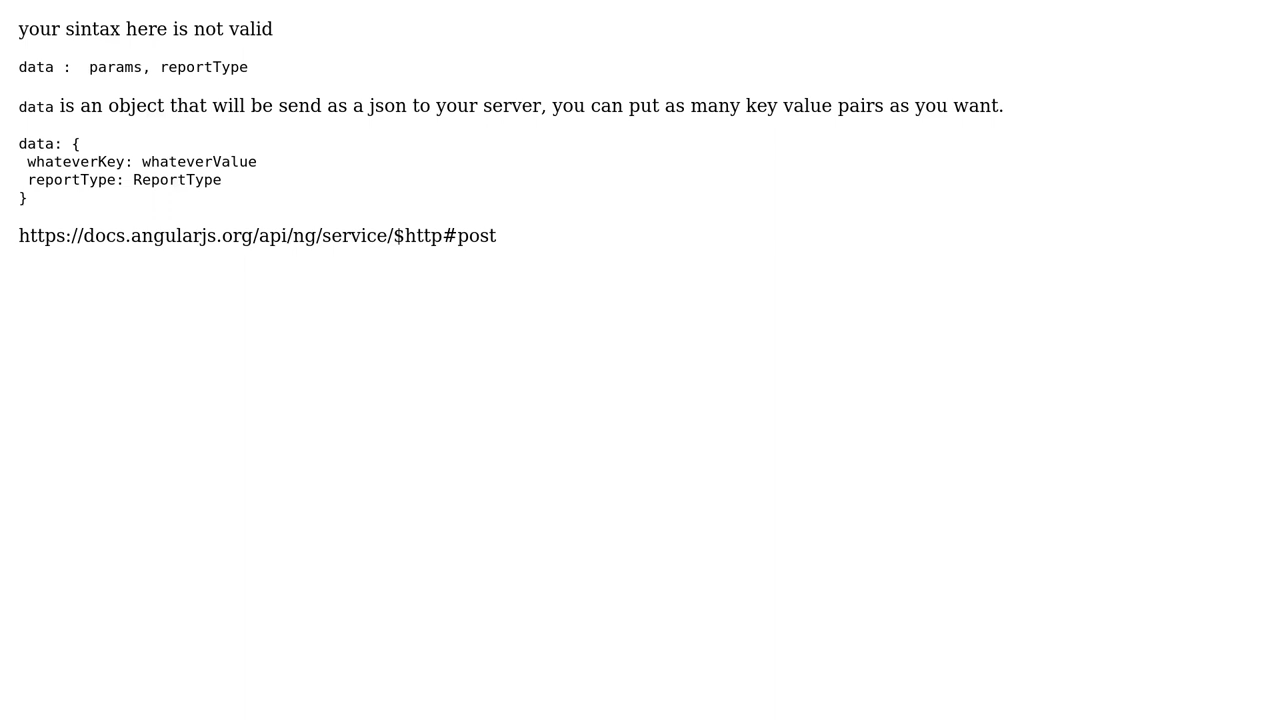 your sintax here is not valid
data :  params, reportType
data is an object that will be send as a json to your server, you can put as many key value pairs as you want.
data: {
 whateverKey: whateverValue
 reportType: ReportType
}
https://docs.angularjs.org/api/ng/service/$http#post